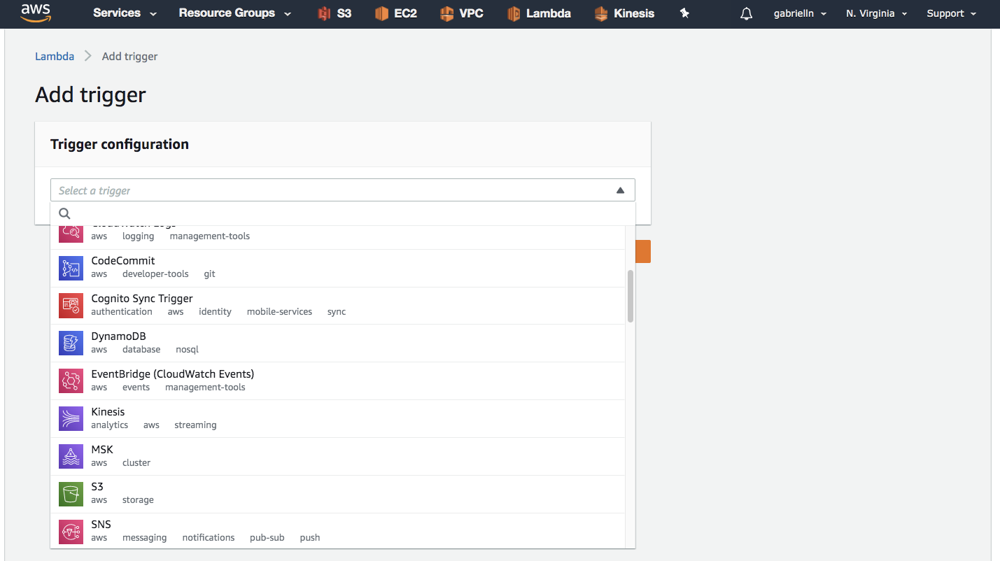 aws Services Resource Groups S3 EC2 VPC Lambda Kinesis gabrielln N. Virginia Support
Lambda Add trigger
Add trigger
Trigger configuration
Select a trigger
CloudWatch Logs
aws logging management-tools
CodeCommit
aws developer-tools git
Cognito Sync Trigger
authentication aws identity mobile-services sync
DynamoDB
aws database nosql
EventBridge (CloudWatch Events)
aws events management-tools
Kinesis
analytics aws streaming
MSK
aws cluster
S3
aws storage
SNS
aws messaging notifications pub-sub push